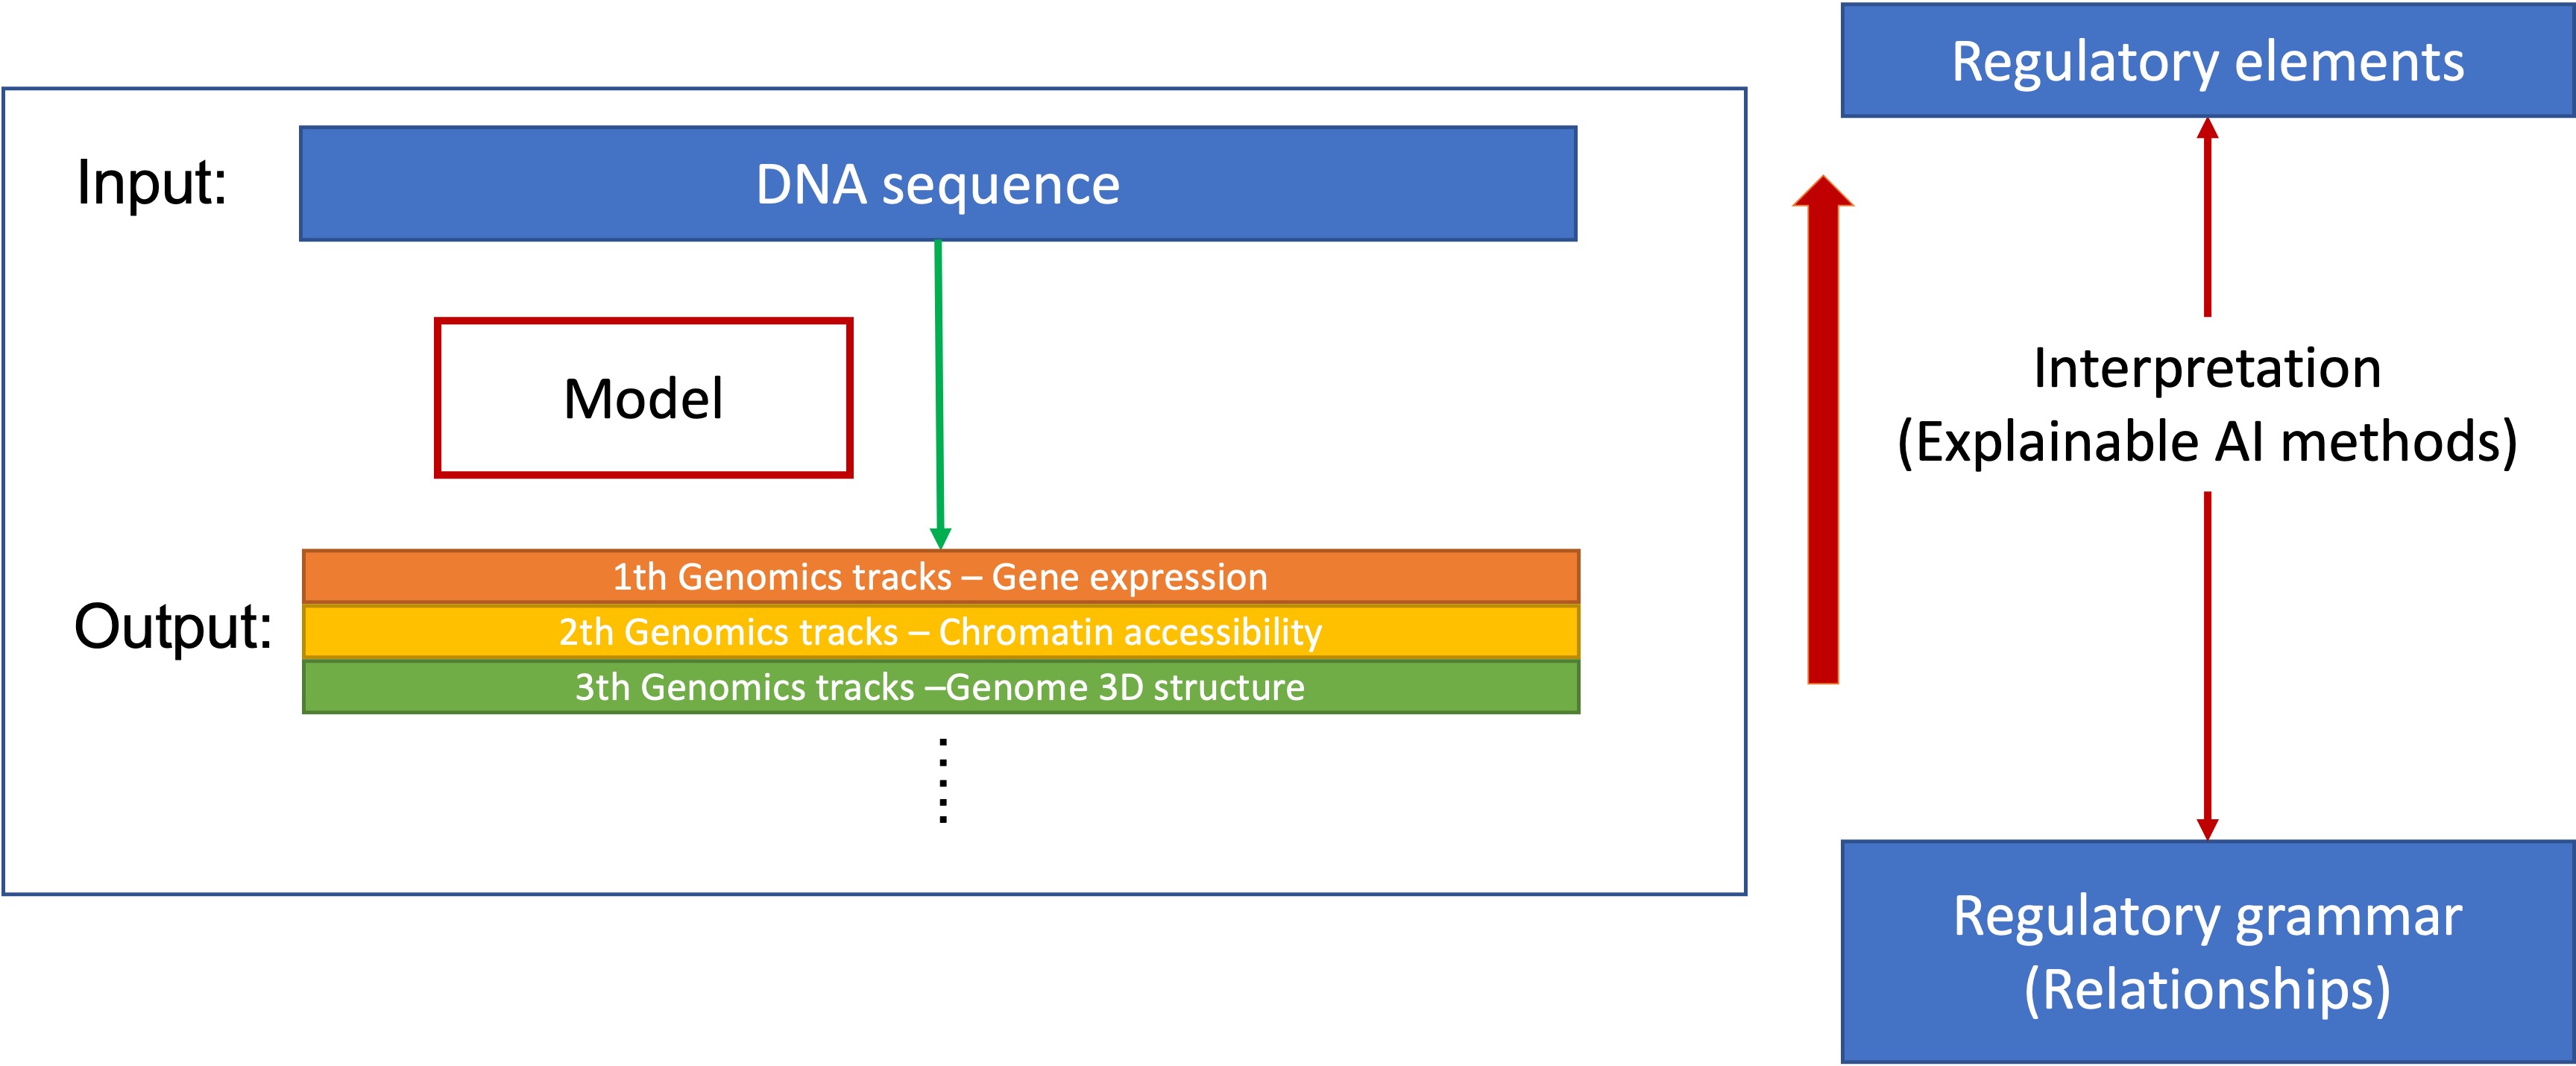 Input:
DNA sequence
Model
Output:
1th Genomics tracks – Gene expression
2th Genomics tracks – Chromatin accessibility
3th Genomics tracks –Genome 3D structure
Regulatory elements
Interpretation
(Explainable AI methods)
Regulatory grammar
(Relationships)